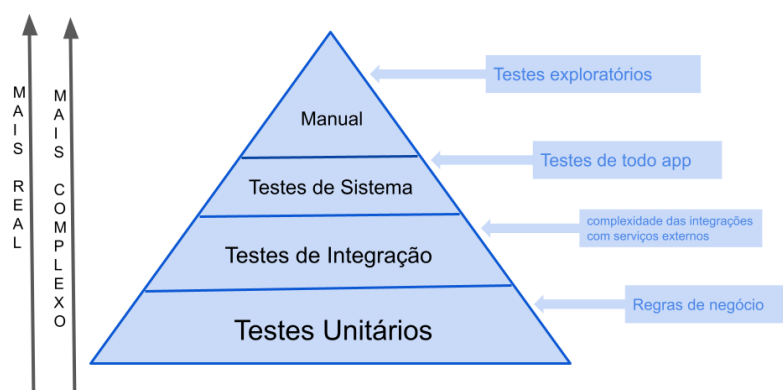 MAIS REAL
MAIS COMPLEXO
Manual
Testes exploratórios
Testes de Sistema
Testes de todo app
Testes de Integração
complexidade das integrações
com serviços externos
Testes Unitários
Regras de negócio